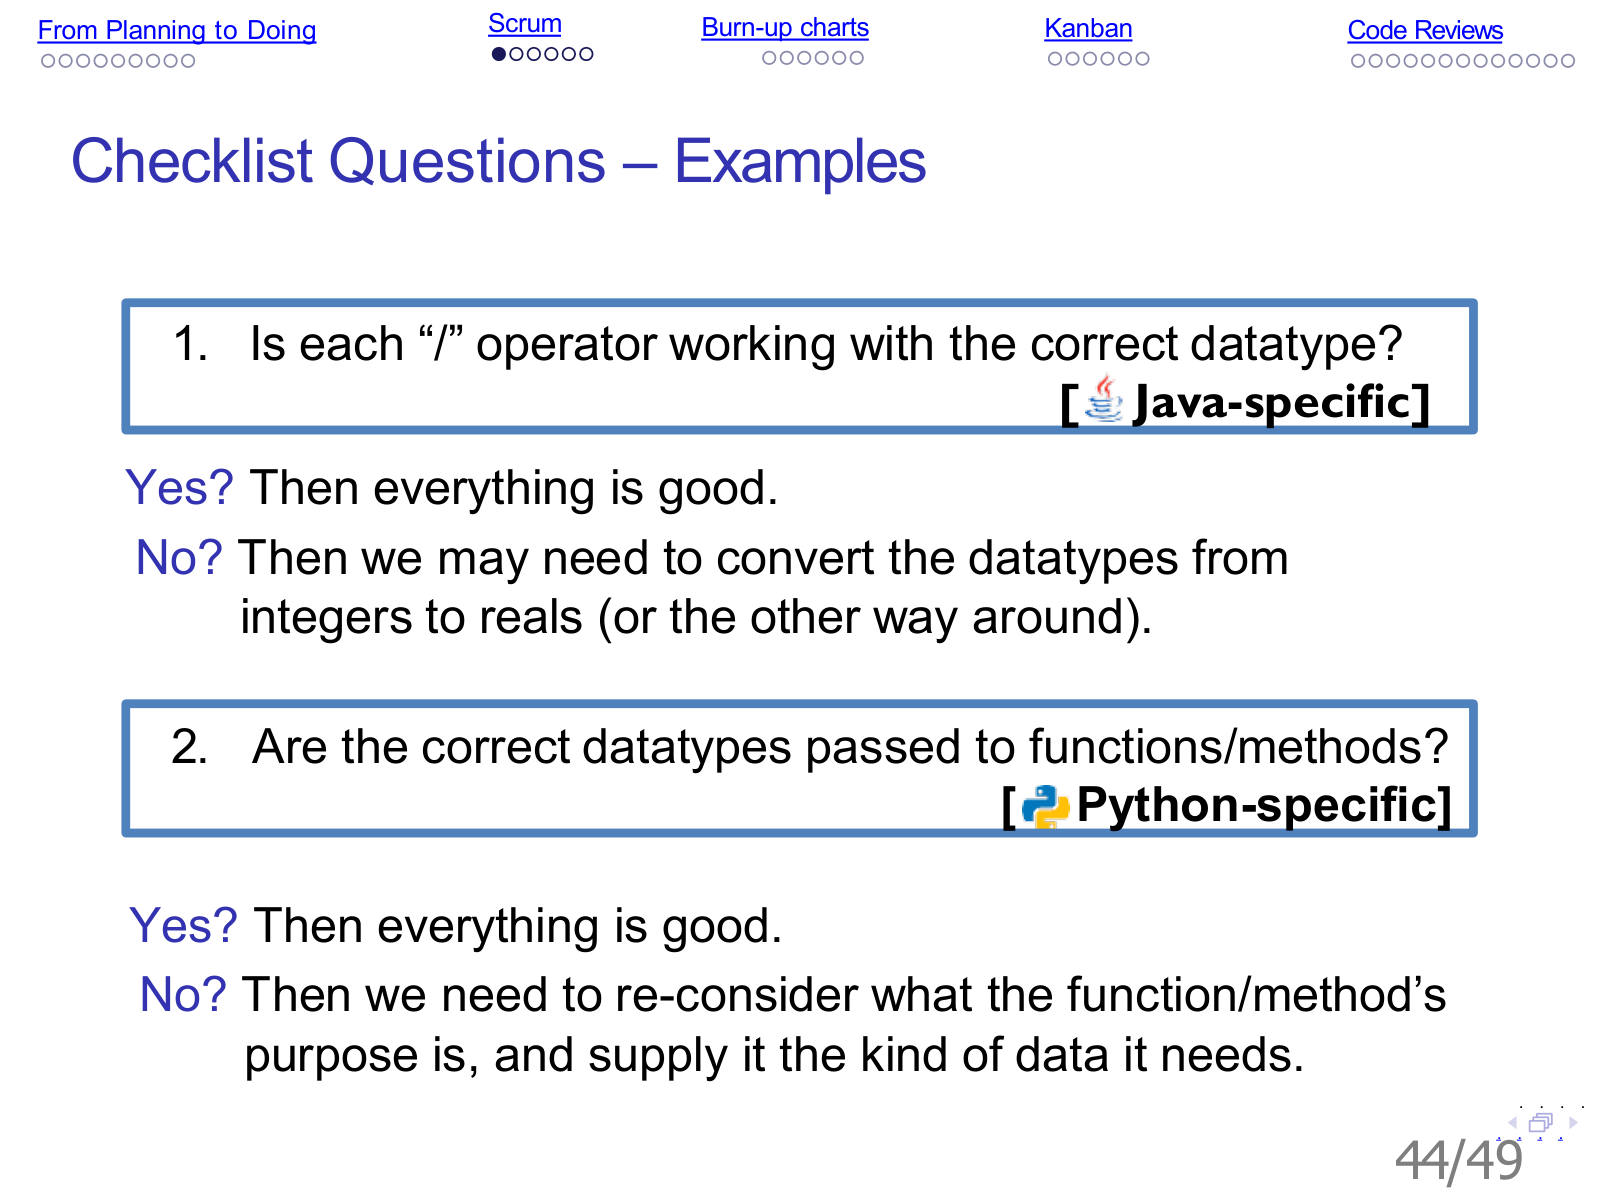 From Planning to Doing
Scrum
Burn-up charts
Kanban
Code Reviews
Checklist Questions – Examples
1. Is each “/” operator working with the correct datatype?
[Java-specific]
Yes? Then everything is good.
No? Then we may need to convert the datatypes from
integers to reals (or the other way around).
2. Are the correct datatypes passed to functions/methods?
[Python-specific]
Yes? Then everything is good.
No? Then we need to re-consider what the function/method’s
purpose is, and supply it the kind of data it needs.
44/49